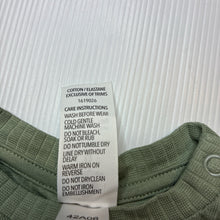 COTTON/ELASTANE
EXCLUSIVE OF TRIMS
1619026
CARE INSTRUCTIONS
WASH BEFORE WEAR
COLD GENTLE
MACHINE WASH
DO NOT BLEACH,
SOAK OR RUB
DO NOT TUMBLE DRY
LINE DRY WITHOUT
DELAY
WARM IRON ON
REVERSE
DO NOT DRYCLEAN
DO NOT IRON
EMBELLISHMENT